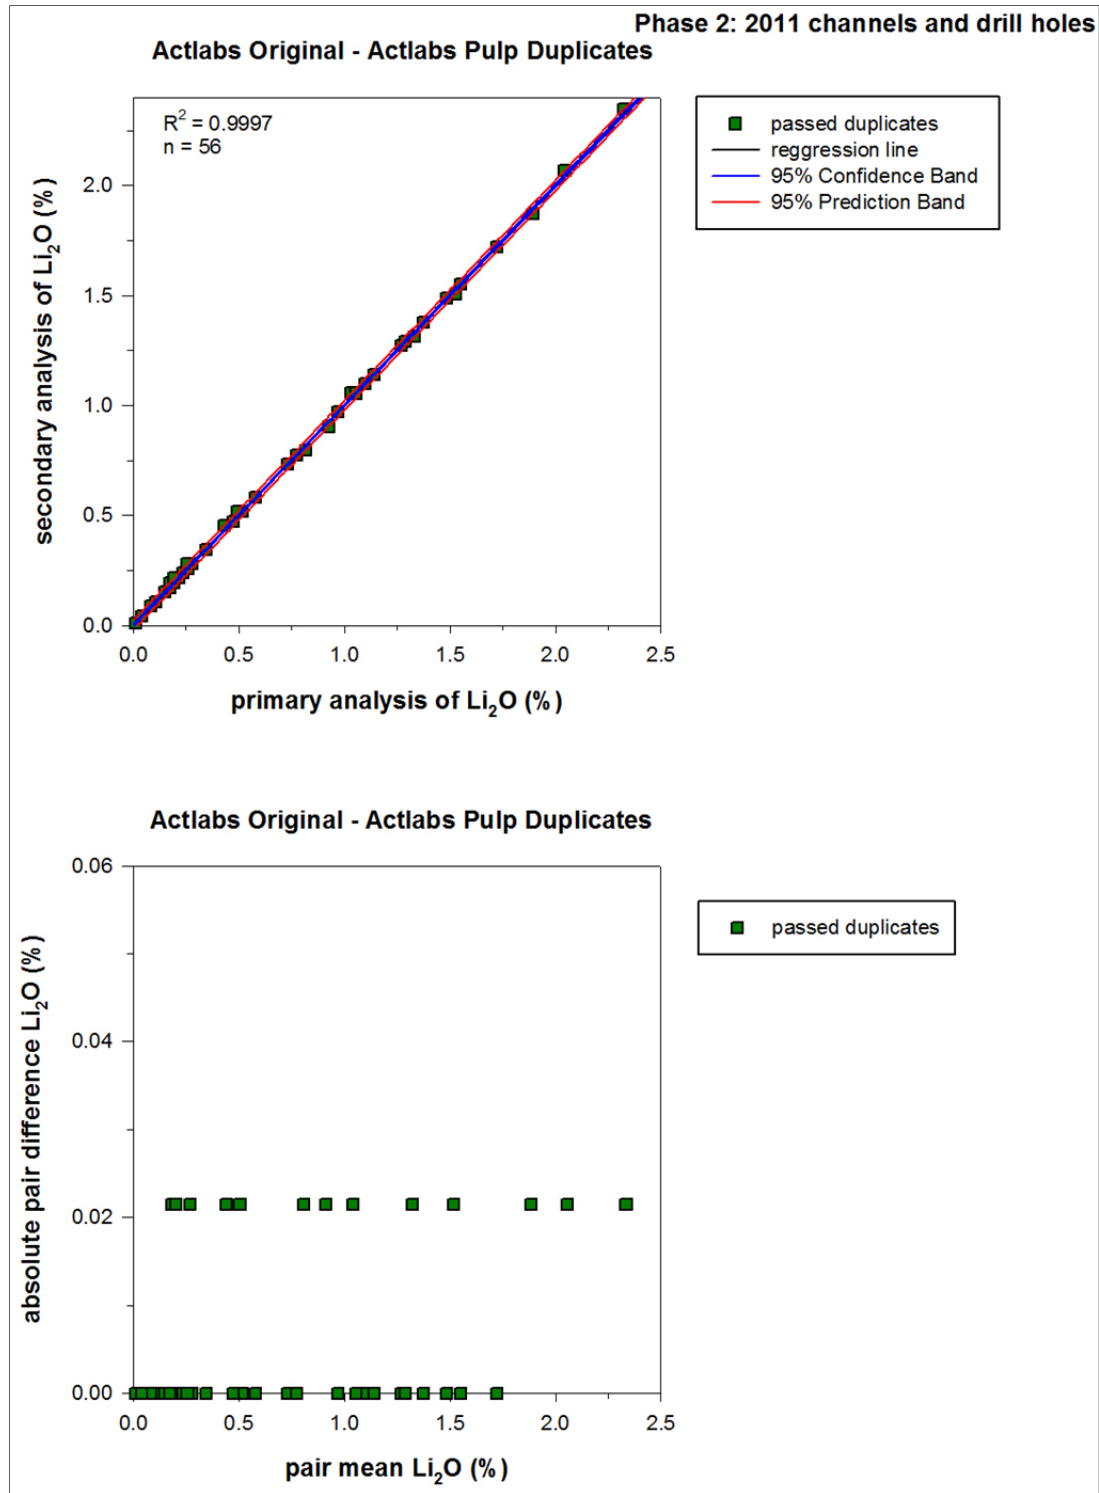 Phase 2: 2011 channels and drill holes
Actlabs Original - Actlabs Pulp Duplicates
R² = 0.9997
n = 56
passed duplicates
reggression line
95% Confidence Band
95% Prediction Band
secondary analysis of Li₂O (%)
2.0
1.5
1.0
0.5
0.0
0.0 0.5 1.0 1.5 2.0 2.5
primary analysis of Li₂O (%)
Actlabs Original - Actlabs Pulp Duplicates
passed duplicates
absolute pair difference Li₂O (%)
0.06
0.04
0.02
0.00
0.0 0.5 1.0 1.5 2.0 2.5
pair mean Li₂O (%)